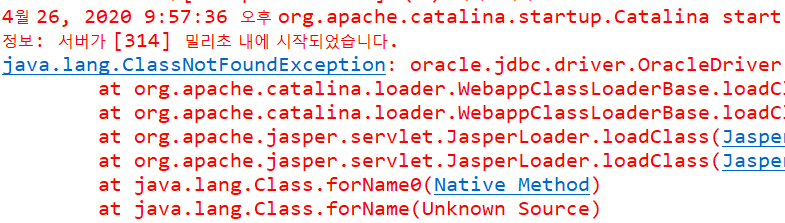 4월 26, 2020 9:57:36 오후 org.apache.catalina.startup.Catalina start
정보: 서버가 [314] 밀리초 내에 시작되었습니다.
java.lang.ClassNotFoundException: oracle.jdbc.driver.OracleDriver
at org.apache.catalina.loader.WebappClassLoaderBase.loadCl
at org.apache.catalina.loader.WebappClassLoaderBase.loadCl
at org.apache.jasper.servlet.JasperLoader.loadClass(Jasper
at org.apache.jasper.servlet.JasperLoader.loadClass(Jasper
at java.lang.Class.forName0(Native Method)
at java.lang.Class.forName(Unknown Source)